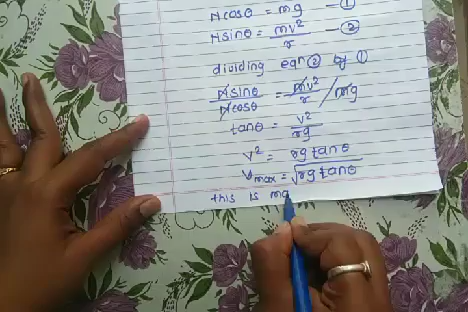 Ncosθ = mg — ①
Nsinθ = mv²/r — ②
dividing eqn ② by ①
Nsinθ/Ncosθ = mv²/r / mg
tanθ = v²/rg
v² = rg tanθ
vmax = √rg tanθ
this is ma